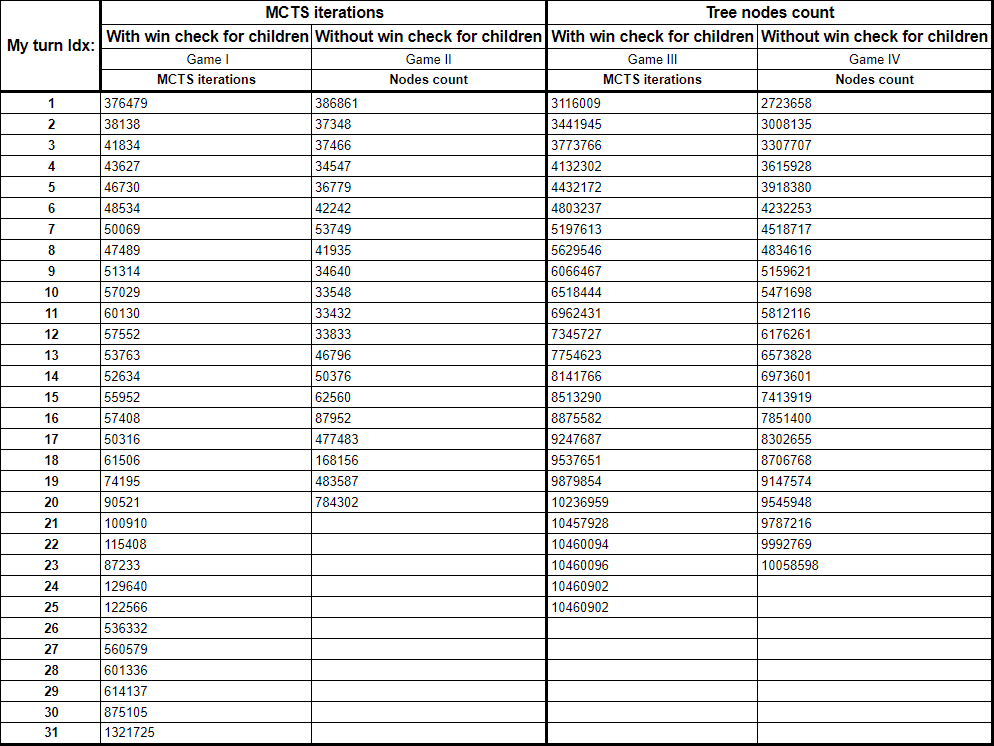 MCTS iterations Tree nodes count
My turn Idx: With win check for children Without win check for children With win check for children Without win check for children
Game I Game II Game III Game IV
MCTS iterations Nodes count MCTS iterations Nodes count
1 376479 386861 3116009 2723658
2 38138 37348 3441945 3008135
3 41834 37466 3773766 3307707
4 43627 34547 4132302 3615928
5 46730 36779 4432172 3918380
6 48534 42242 4803237 4232253
7 50069 53749 5197613 4518717
8 47489 41935 5629546 4834616
9 51314 34640 6066467 5159621
10 57029 33548 6518444 5471698
11 60130 33432 6962431 5812116
12 57552 33833 7345727 6176261
13 53763 46796 7754623 6573828
14 52634 50376 8141766 6973601
15 55952 62560 8513290 7413919
16 57408 87952 8875582 7851400
17 50316 477483 9247687 8302655
18 61506 168156 9537651 8706768
19 74195 483587 9879854 9147574
20 90521 784302 10236959 9545948
21 100910 10457928 9787216
22 115408 10460094 9992769
23 87233 10460096 10058598
24 129640 10460902
25 122566 10460902
26 536332
27 560579
28 601336
29 614137
30 875105
31 1321725